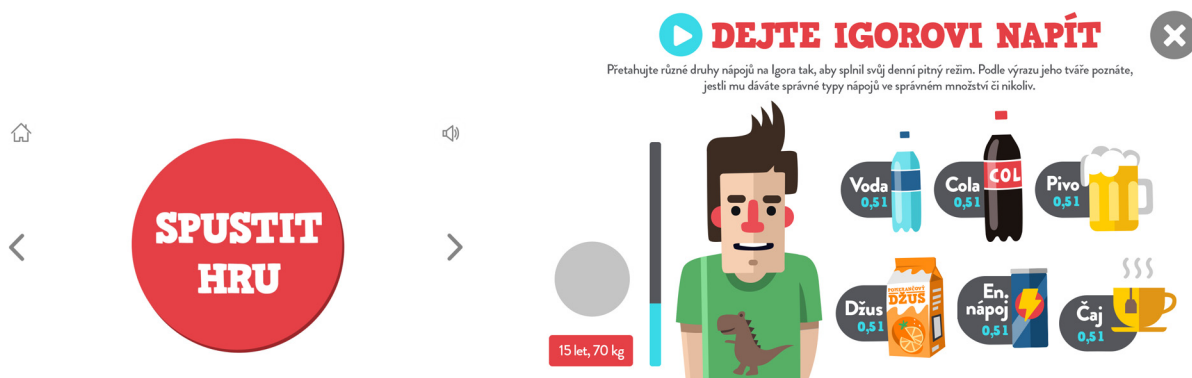 SPUSTIT
HRU
DEJTE IGOROVI NAPÍT
Přetahujte různé druhy nápojů na Igora tak, aby splnil svůj denní pitný režim. Podle výrazu jeho tváře poznáte,
jestli mu dáváte správné typy nápojů ve správném množství či nikoliv.
Voda
0,5 l
Cola
0,5 l
COL
Pivo
0,5 l
Džus
0,5 l
POMERANČOVÝ
DŽUS
En.
nápoj
0,5 l
Čaj
0,5 l
15 let, 70 kg